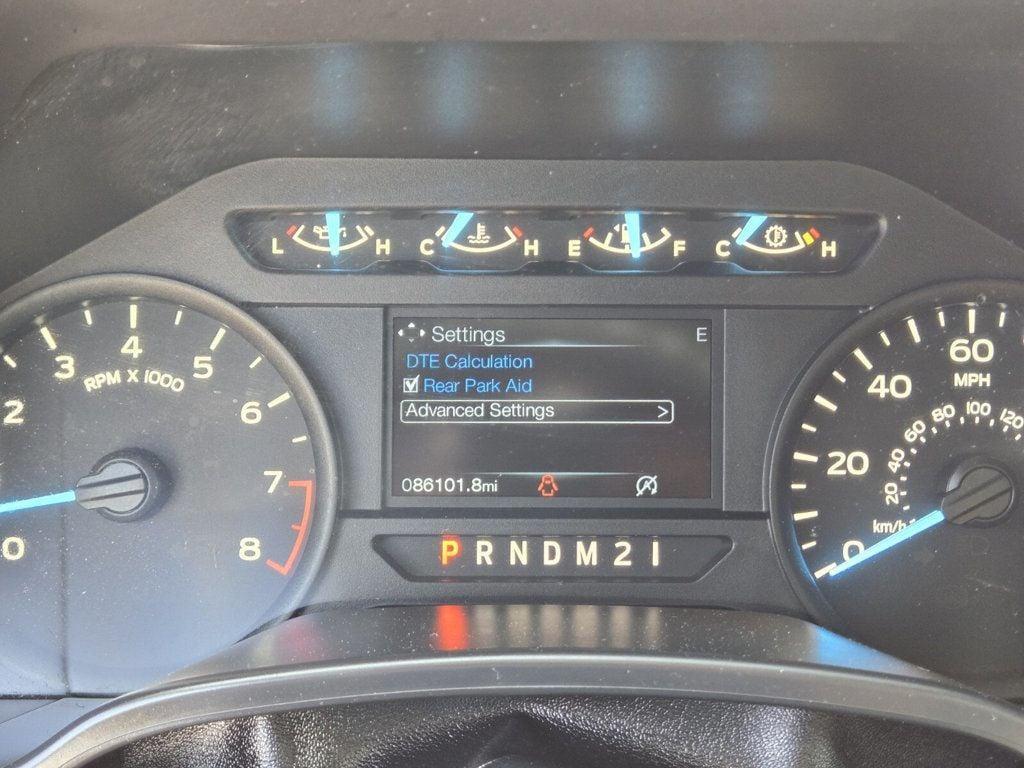 L H C H E F C H
Settings E
DTE Calculation
Rear Park Aid
Advanced Settings >
086101.8mi
P R N D M 2 1
0 2 3 4 5 6 7 8
RPM X 1000
0 20 40 60
MPH
20 40 60 80 100 120
km/h